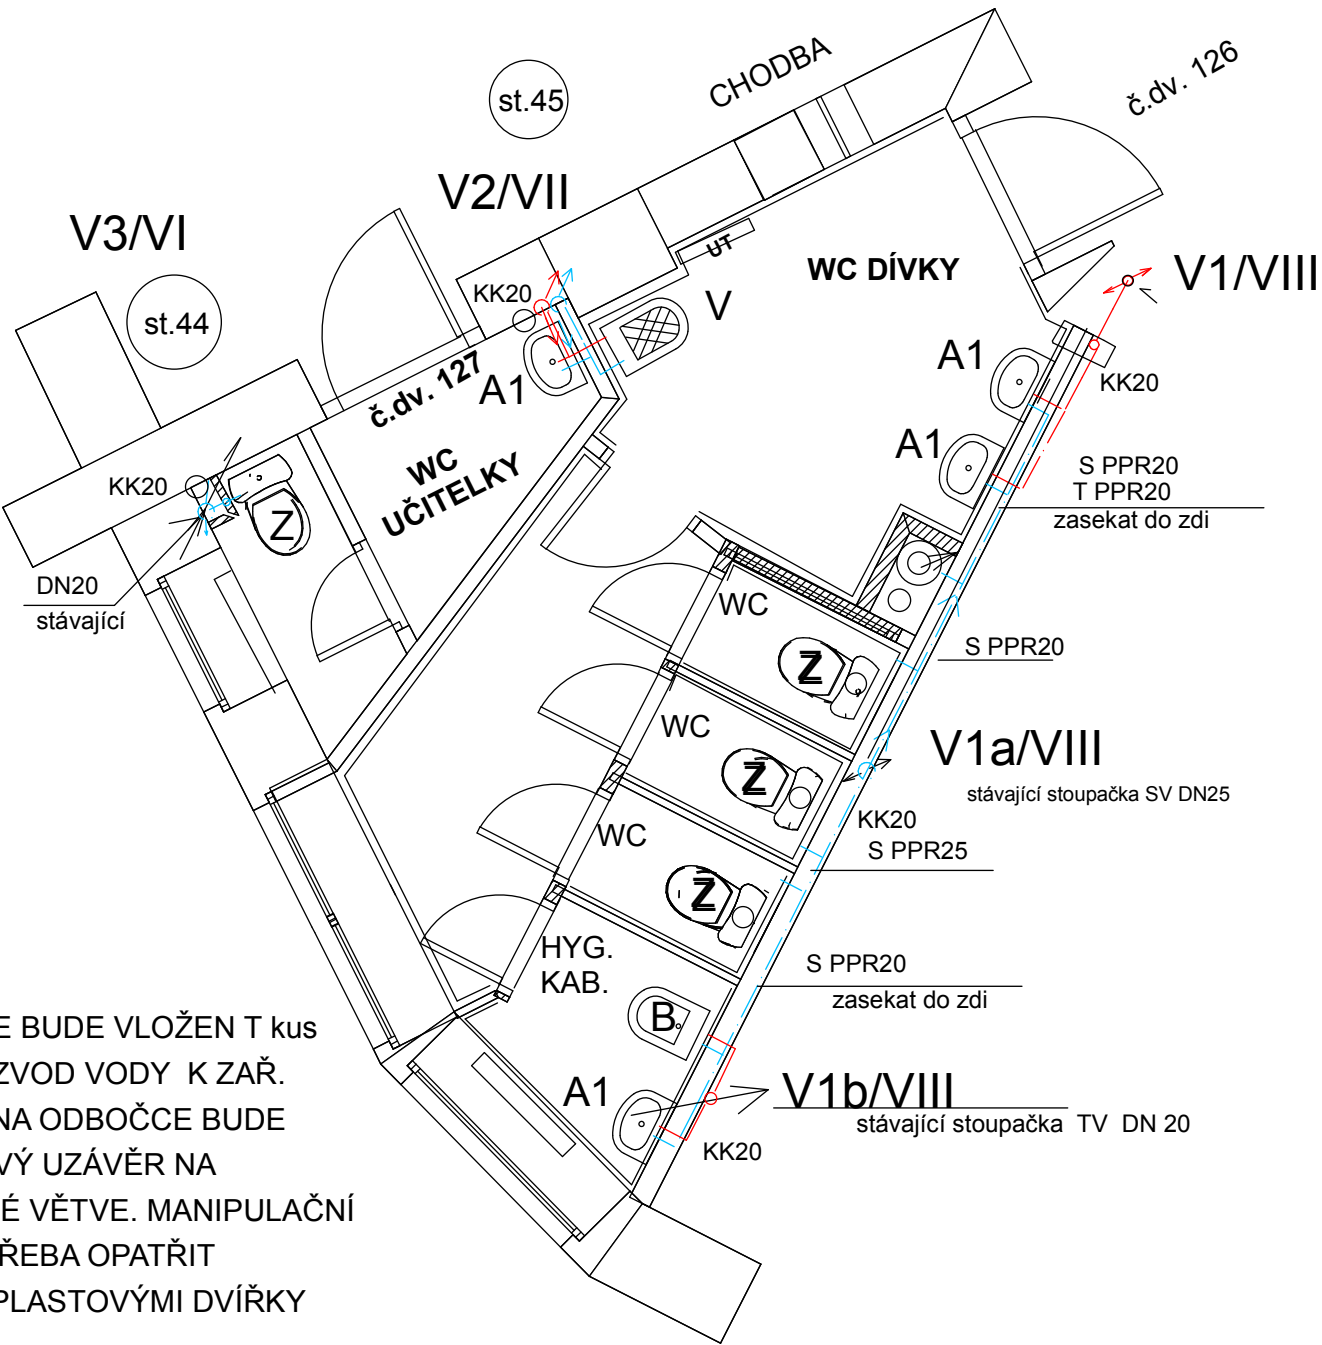 CHODBA
č.dv. 126
st.45
V2/VII
V3/VI
UT
WC DÍVKY
V1/VIII
KK20
V
st.44
A1
KK20
č.dv. 127
A1
A1
WC
UČITELKY
S PPR20
T PPR20
zasekat do zdi
KK20
Z
DN20
stávající
WC
Z
S PPR20
WC
Z
V1a/VIII
stávající stoupačka SV DN25
KK20
WC
S PPR25
Z
HYG.
KAB.
S PPR20
zasekat do zdi
B
A1
V1b/VIII
stávající stoupačka TV DN 20
KK20
E BUDE VLOŽEN T kus
ZVOD VODY K ZAŘ.
NA ODBOČCE BUDE
VÝ UZÁVĚR NA
É VĚTVE. MANIPULAČNÍ
ŘEBA OPATŘIT
PLASTOVÝMI DVÍŘKY